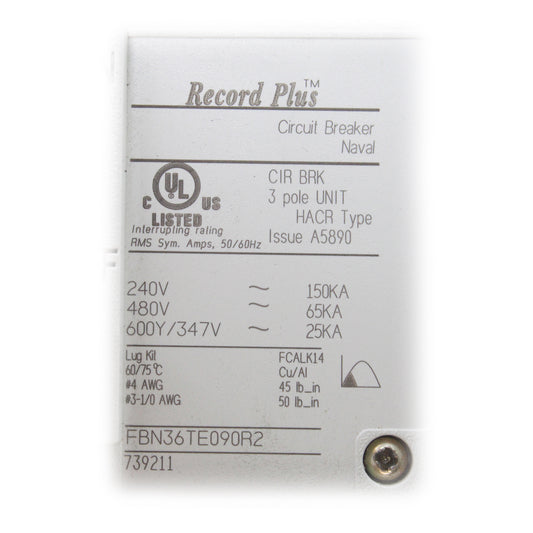 Record Plus™
Circuit Breaker
Naval
C UL US
LISTED
CIR BRK
3 pole UNIT
HACR Type
Issue A5890
Interrupting rating
RMS Sym. Amps, 50/60Hz
240V ~ 150KA
480V ~ 65KA
600Y/347V ~ 25KA
Lug Kit FCALK14
60/75°C Cu/Al
#4 AWG 45 lb_in
#3-1/0 AWG 50 lb_in
FBN36TE090R2
739211